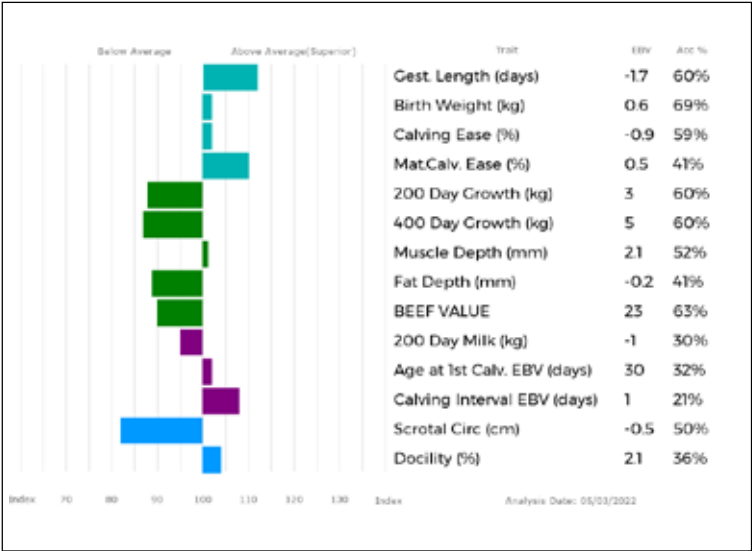 Below Average Above Average(Superior) Trait EBV Acc %
Gest. Length (days) -1.7 60%
Birth Weight (kg) 0.6 69%
Calving Ease (%) -0.9 59%
Mat.Calv. Ease (%) 0.5 41%
200 Day Growth (kg) 3 60%
400 Day Growth (kg) 5 60%
Muscle Depth (mm) 2.1 52%
Fat Depth (mm) -0.2 41%
BEEF VALUE 23 63%
200 Day Milk (kg) -1 30%
Age at 1st Calv. EBV (days) 30 32%
Calving Interval EBV (days) 1 21%
Scrotal Circ (cm) -0.5 50%
Docility (%) 2.1 36%
Index 70 80 90 100 110 120 130 Index Analysis Date: 05/03/2022